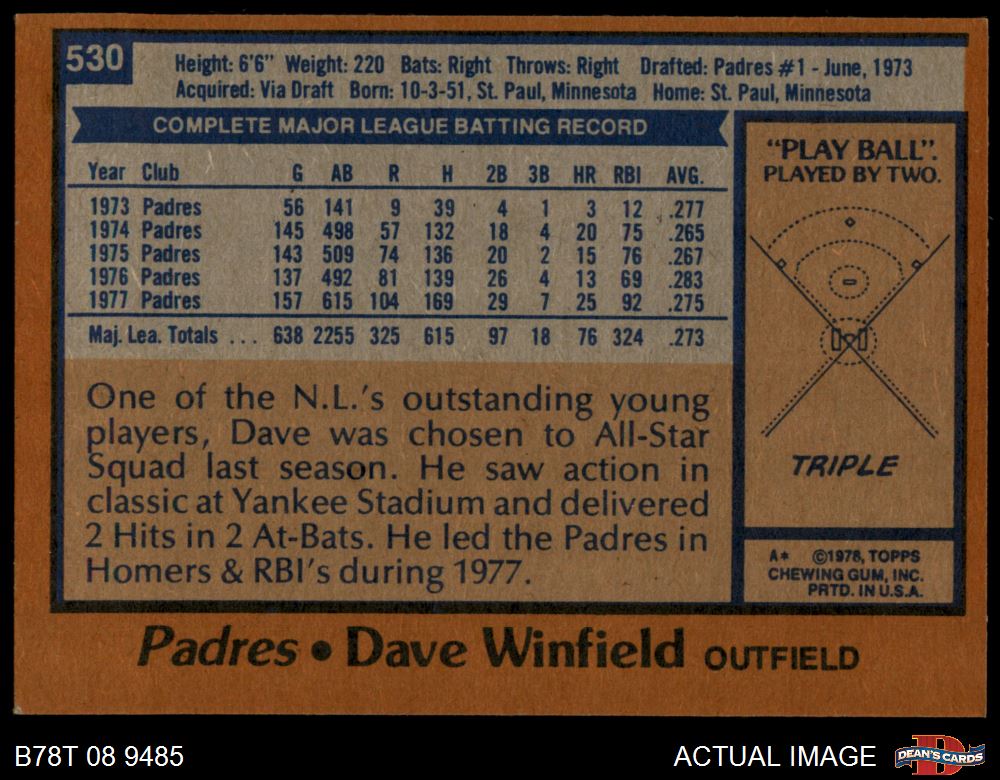 530
Height: 6'6" Weight: 220 Bats: Right Throws: Right Drafted: Padres #1 - June, 1973
Acquired: Via Draft Born: 10-3-51, St. Paul, Minnesota Home: St. Paul, Minnesota
COMPLETE MAJOR LEAGUE BATTING RECORD
Year Club G AB R H 2B 3B HR RBI AVG.
1973 Padres 56 141 9 39 4 1 3 12 .277
1974 Padres 145 498 57 132 18 4 20 75 .265
1975 Padres 143 509 74 136 20 2 15 76 .267
1976 Padres 137 492 81 139 26 4 13 69 .283
1977 Padres 157 615 104 169 29 7 25 92 .275
Maj. Lea. Totals ... 638 2255 325 615 97 18 76 324 .273
One of the N.L.'s outstanding young
players, Dave was chosen to All-Star
Squad last season. He saw action in
classic at Yankee Stadium and delivered
2 Hits in 2 At-Bats. He led the Padres in
Homers & RBI's during 1977.
"PLAY BALL".
PLAYED BY TWO.
TRIPLE
A* ©1978, TOPPS
CHEWING GUM, INC.
PRTD. IN U.S.A.
Padres • Dave Winfield OUTFIELD
B78T 08 9485
ACTUAL IMAGE
DEAN'S CARDS